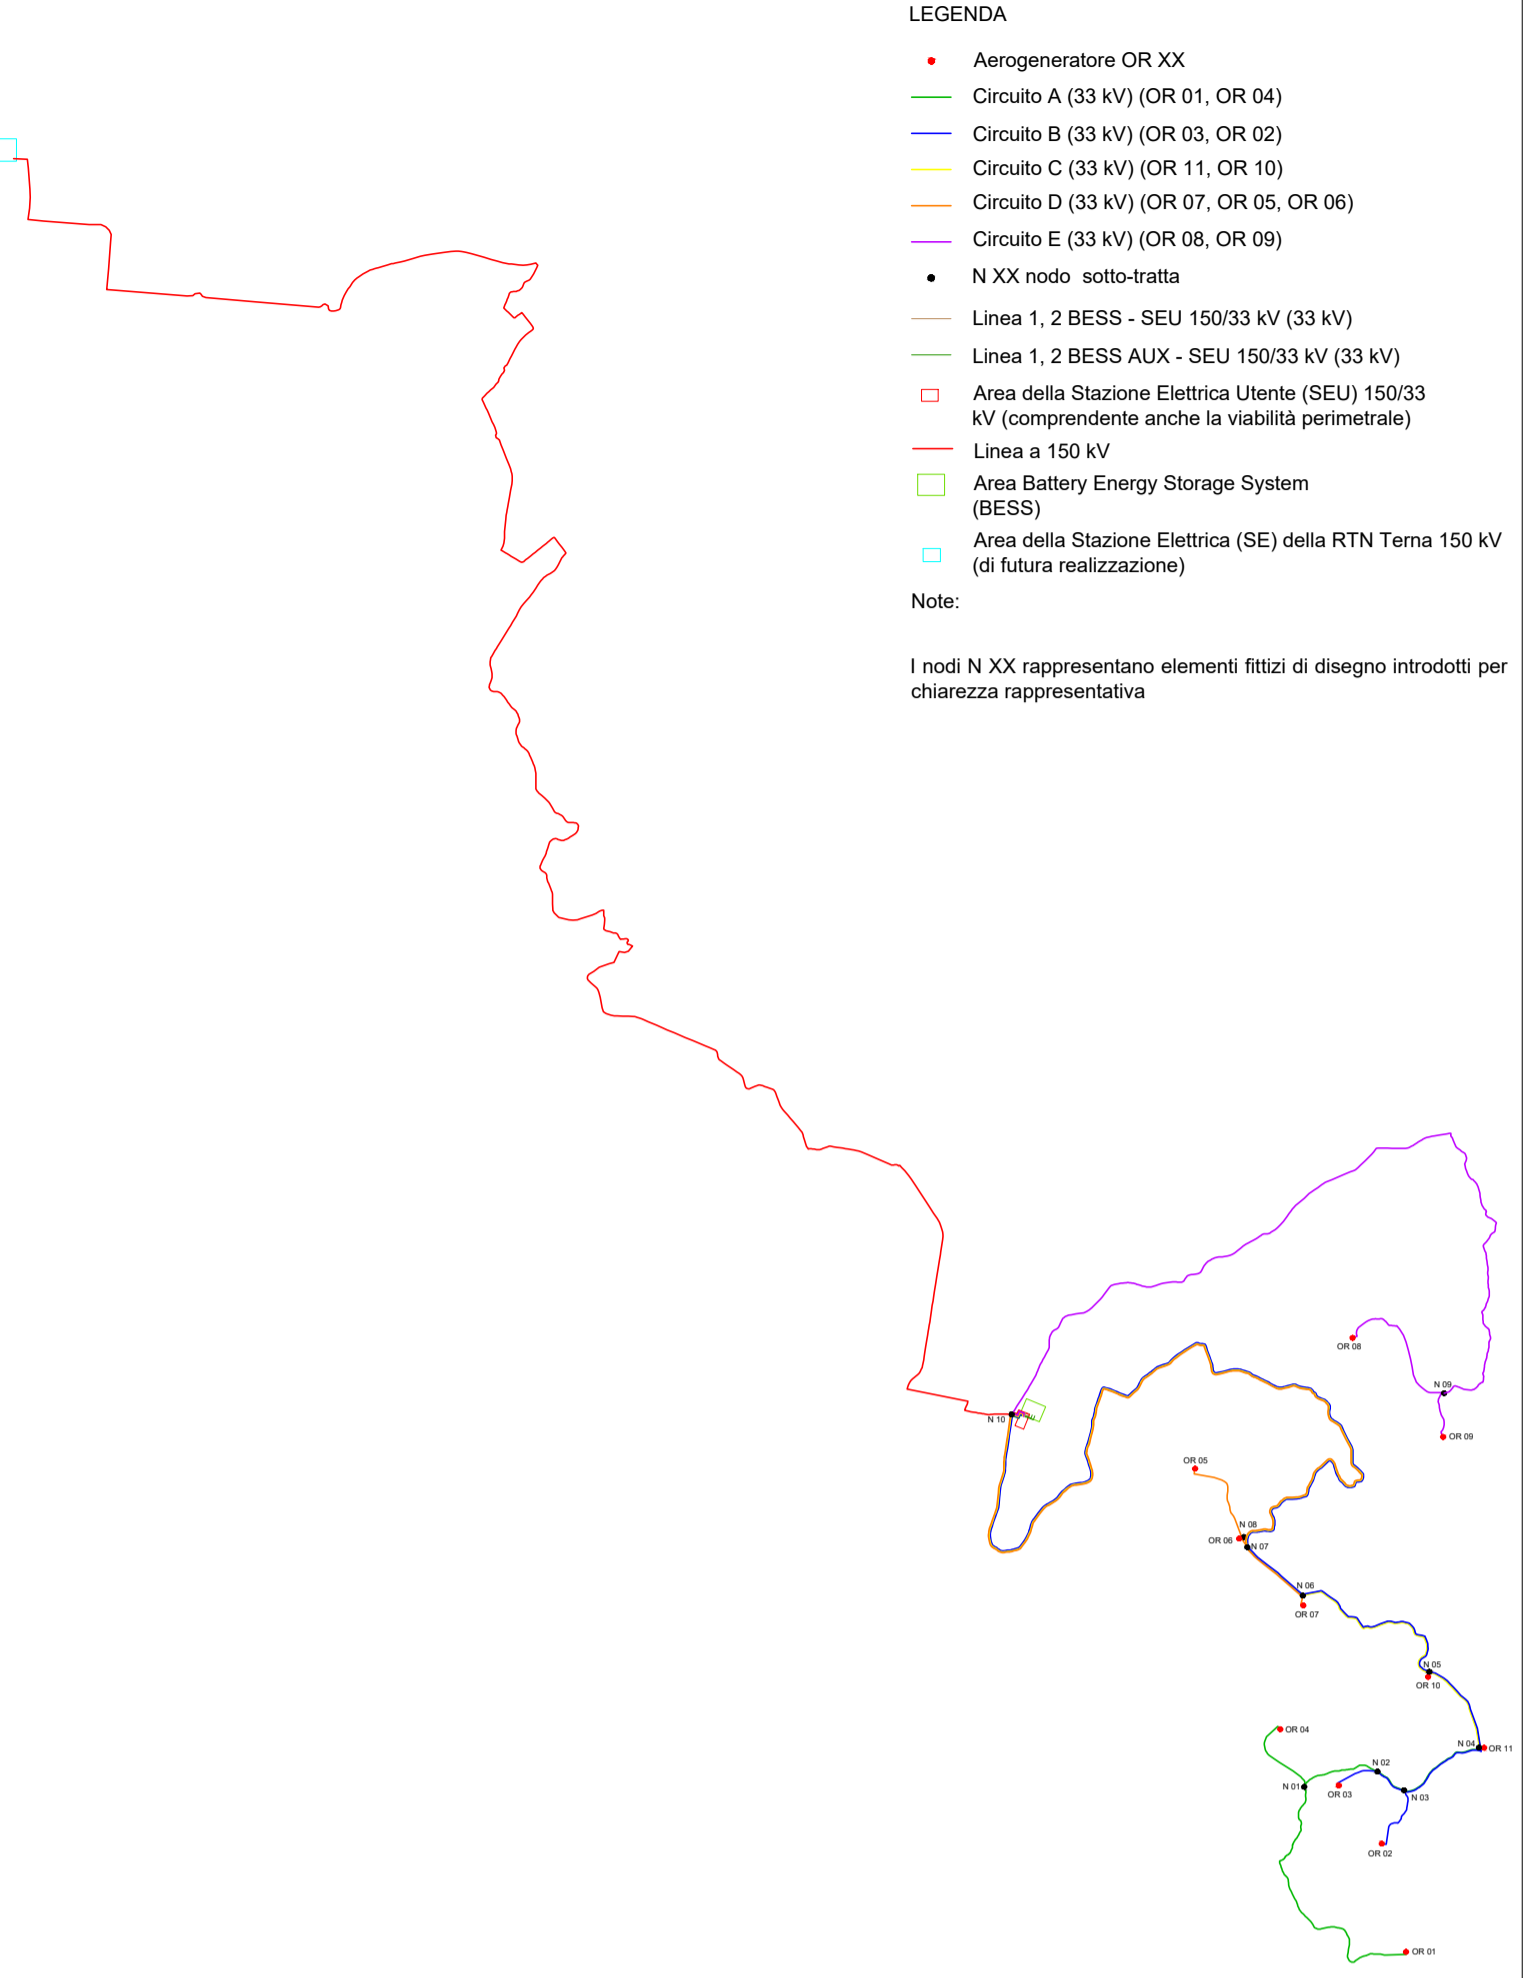 LEGENDA
Aerogeneratore OR XX
Circuito A (33 kV) (OR 01, OR 04)
Circuito B (33 kV) (OR 03, OR 02)
Circuito C (33 kV) (OR 11, OR 10)
Circuito D (33 kV) (OR 07, OR 05, OR 06)
Circuito E (33 kV) (OR 08, OR 09)
N XX nodo sotto-tratta
Linea 1, 2 BESS - SEU 150/33 kV (33 kV)
Linea 1, 2 BESS AUX - SEU 150/33 kV (33 kV)
Area della Stazione Elettrica Utente (SEU) 150/33
kV (comprendente anche la viabilità perimetrale)
Linea a 150 kV
Area Battery Energy Storage System
(BESS)
Area della Stazione Elettrica (SE) della RTN Terna 150 kV
(di futura realizzazione)
Note:
I nodi N XX rappresentano elementi fittizi di disegno introdotti per
chiarezza rappresentativa
OR 08
N 09
N 10
OR 09
OR 05
N 08
OR 06
N 07
N 06
OR 07
N 05
OR 10
OR 04
N 04
OR 11
N 02
N 01
OR 03
N 03
OR 02
OR 01